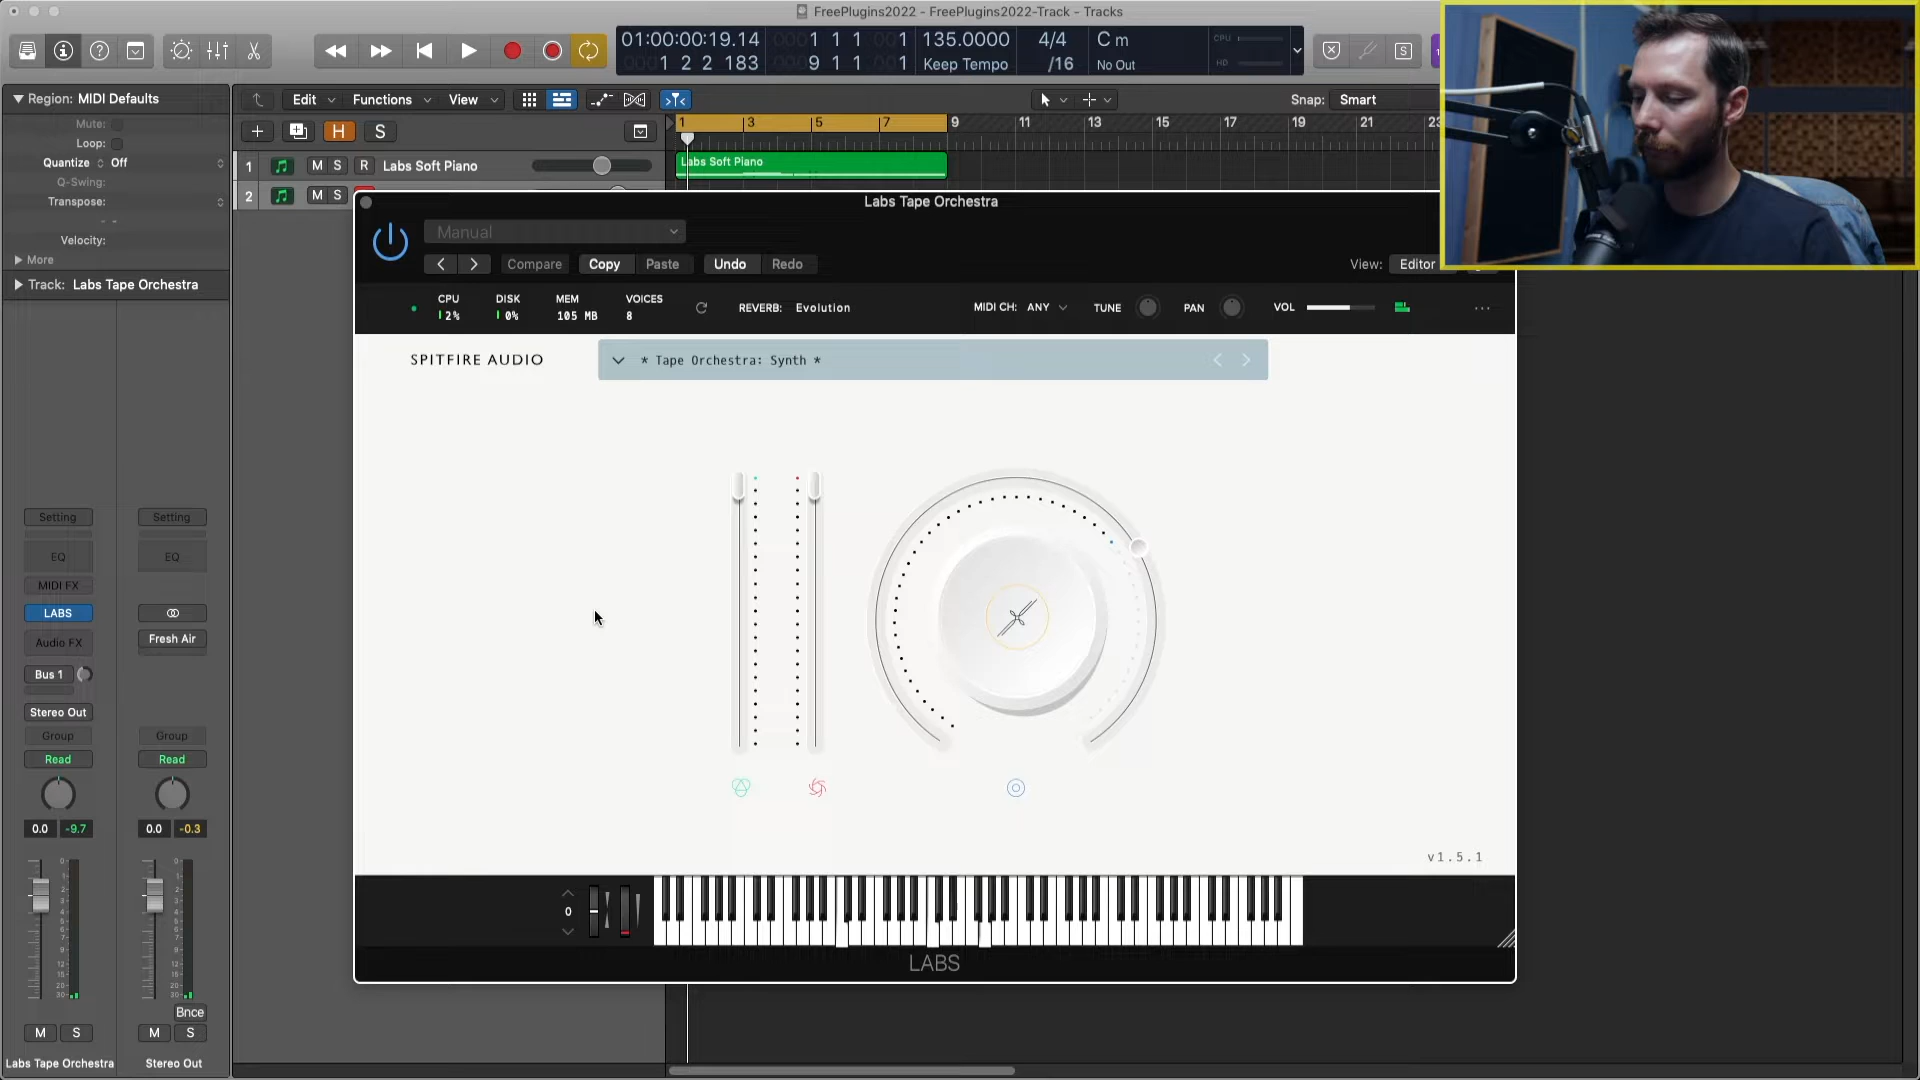 FreePlugins2022 - FreePlugins2022-Track - Tracks
01:00:00:19.14
1 2 2 183
1 1 1 1
9 1 1 1
135.0000
Keep Tempo
4/4
/16
C m
No Out
CPU
HD
S
Region: MIDI Defaults
Mute:
Loop:
Quantize Off
Q-Swing:
Transpose:
Velocity:
More
Track: Labs Tape Orchestra
Edit
Functions
View
Snap: Smart
H
S
1 3 5 7 9 11 13 15 17 19 21 23
1 M S R Labs Soft Piano
Labs Soft Piano
2 M S
Labs Tape Orchestra
Manual
Compare
Copy
Paste
Undo
Redo
View: Editor
CPU
2%
DISK
0%
MEM
105 MB
VOICES
8
REVERB: Evolution
MIDI CH: ANY
TUNE
PAN
VOL
SPITFIRE AUDIO
* Tape Orchestra: Synth *
v1.5.1
0
LABS
Setting
EQ
MIDI FX
LABS
Audio FX
Bus 1
Stereo Out
Group
Read
0.0 -9.7
M S
Labs Tape Orchestra
Setting
EQ
Fresh Air
Group
Read
0.0 -0.3
Bnce
M S
Stereo Out